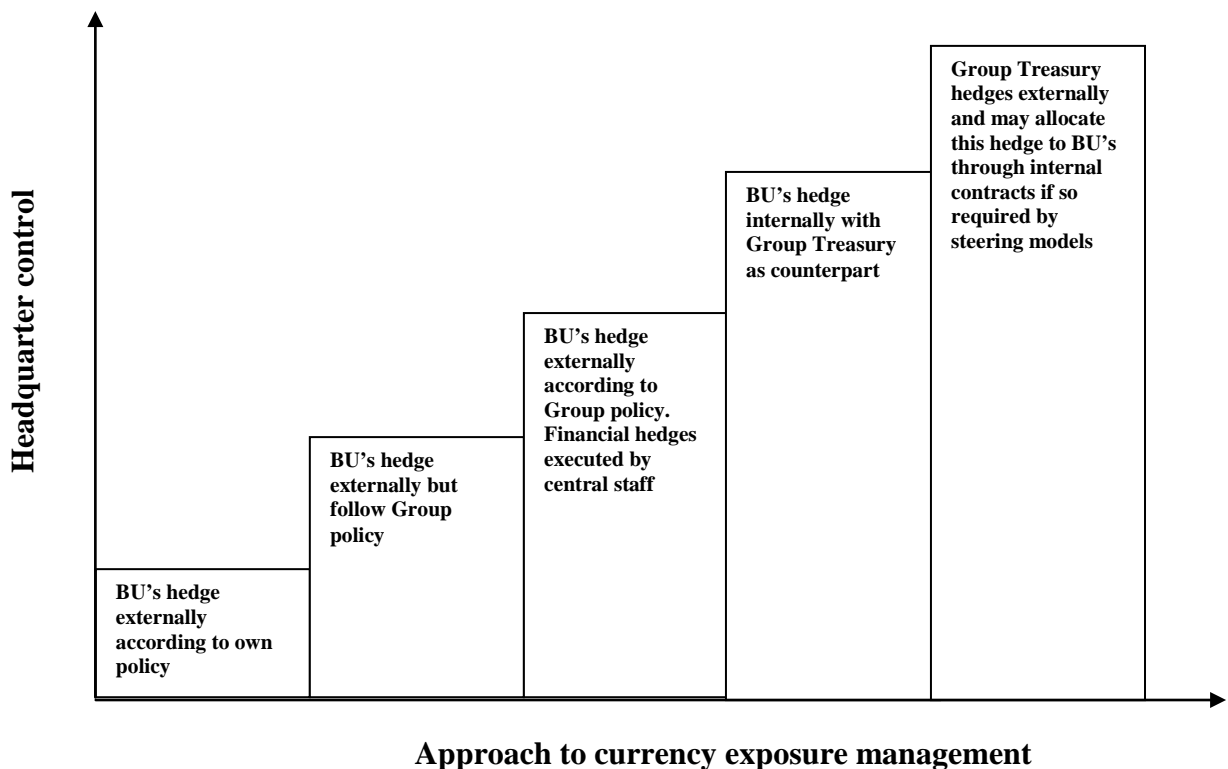 Headquarter control
BU's hedge
externally
according to own
policy
BU's hedge
externally but
follow Group
policy
BU's hedge
externally
according to
Group policy.
Financial hedges
executed by
central staff
BU's hedge
internally with
Group Treasury
as counterpart
Group Treasury
hedges externally
and may allocate
this hedge to BU's
through internal
contracts if so
required by
steering models
Approach to currency exposure management